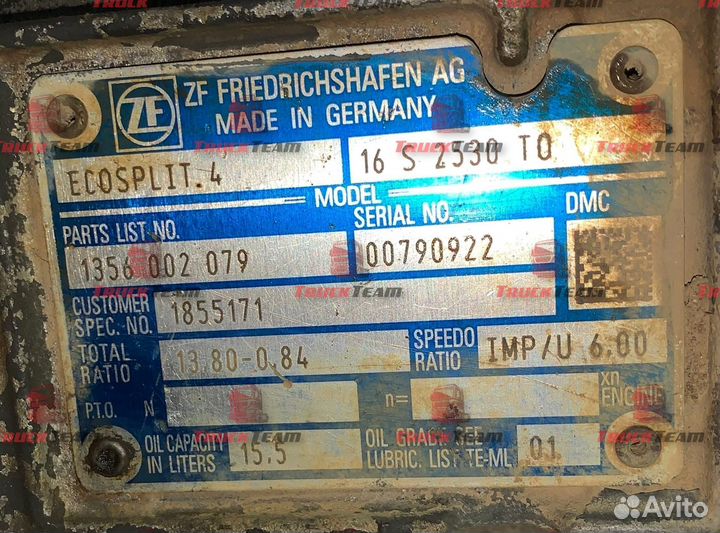 ZF
ZF FRIEDRICHSHAFEN AG
MADE IN GERMANY
ECOSPLIT.4 16 S 2530 TO
MODEL
PARTS LIST NO. SERIAL NO. DMC
1356 002 079 00790922
CUSTOMER
SPEC. NO. 1855171
TOTAL
RATIO 13.80-0.84 SPEEDO
RATIO IMP/U 6.00
P.T.O. N n= xn
ENGINE
OIL CAPACITY
IN LITERS 15.5 OIL GRADE SEE
LUBRIC. LIST TE-ML 01
TRUCKTEAM
Avito